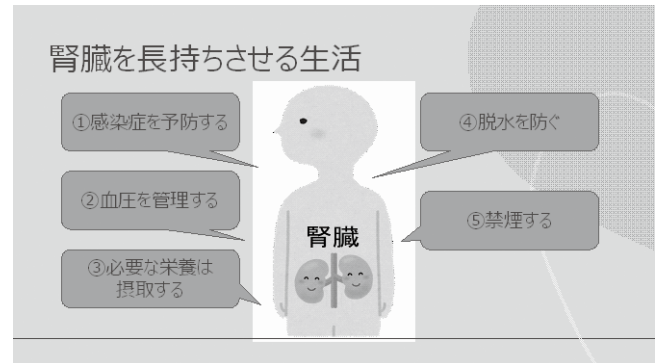 腎臓を長持ちさせる生活
①感染症を予防する
②血圧を管理する
③必要な栄養は
摂取する
④脱水を防ぐ
⑤禁煙する
腎臓